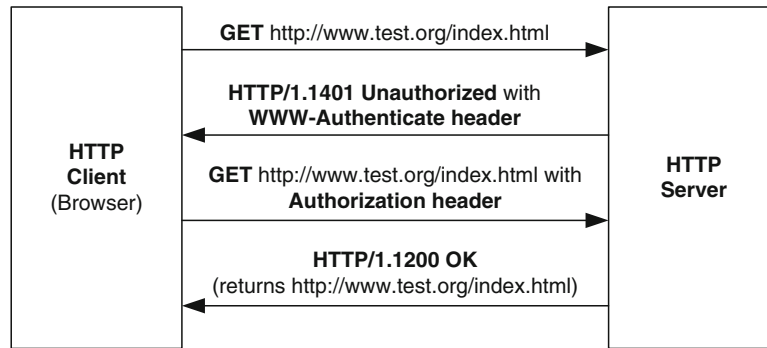 GET http://www.test.org/index.html
HTTP/1.1401 Unauthorized with
WWW-Authenticate header
HTTP
Client
(Browser)
GET http://www.test.org/index.html with
Authorization header
HTTP
Server
HTTP/1.1200 OK
(returns http://www.test.org/index.html)